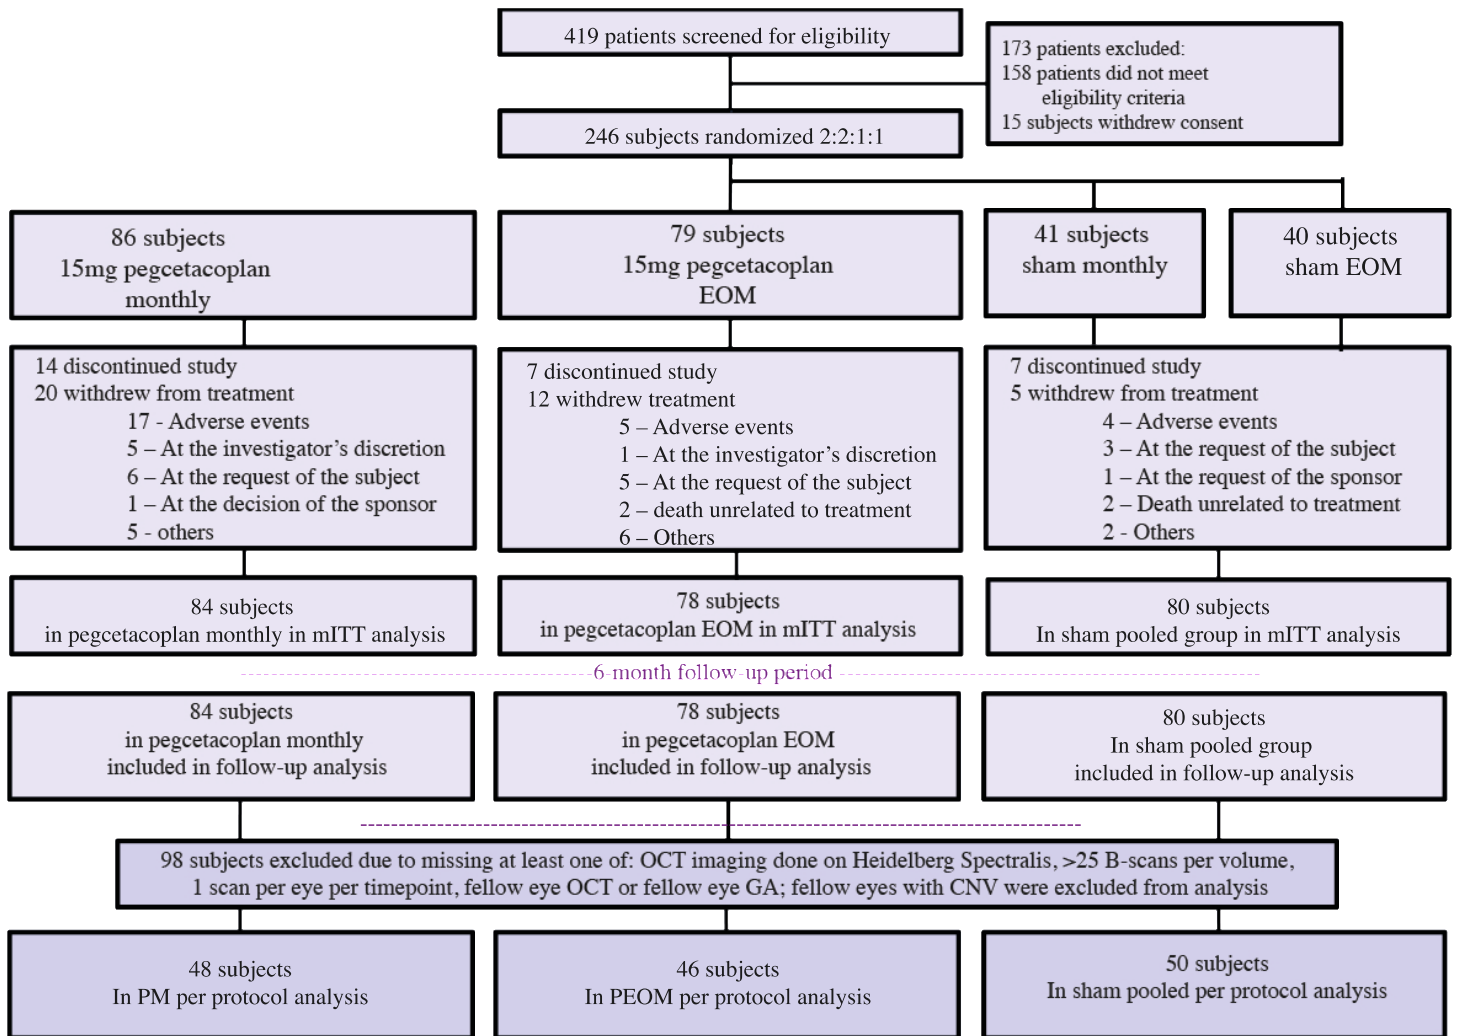 419 patients screened for eligibility
173 patients excluded:
158 patients did not meet
eligibility criteria
15 subjects withdrew consent
246 subjects randomized 2:2:1:1
86 subjects
15mg pegcetacoplan
monthly
79 subjects
15mg pegcetacoplan
EOM
41 subjects
sham monthly
40 subjects
sham EOM
14 discontinued study
20 withdrew from treatment
17 - Adverse events
5 – At the investigator’s discretion
6 – At the request of the subject
1 – At the decision of the sponsor
5 - others
7 discontinued study
12 withdrew treatment
5 – Adverse events
1 – At the investigator’s discretion
5 – At the request of the subject
2 – death unrelated to treatment
6 – Others
7 discontinued study
5 withdrew from treatment
4 – Adverse events
3 – At the request of the subject
1 – At the request of the sponsor
2 – Death unrelated to treatment
2 - Others
84 subjects
in pegcetacoplan monthly in mITT analysis
78 subjects
in pegcetacoplan EOM in mITT analysis
80 subjects
In sham pooled group in mITT analysis
6-month follow-up period
84 subjects
in pegcetacoplan monthly
included in follow-up analysis
78 subjects
in pegcetacoplan EOM
included in follow-up analysis
80 subjects
In sham pooled group
included in follow-up analysis
98 subjects excluded due to missing at least one of: OCT imaging done on Heidelberg Spectralis, >25 B-scans per volume,
1 scan per eye per timepoint, fellow eye OCT or fellow eye GA; fellow eyes with CNV were excluded from analysis
48 subjects
In PM per protocol analysis
46 subjects
In PEOM per protocol analysis
50 subjects
In sham pooled per protocol analysis